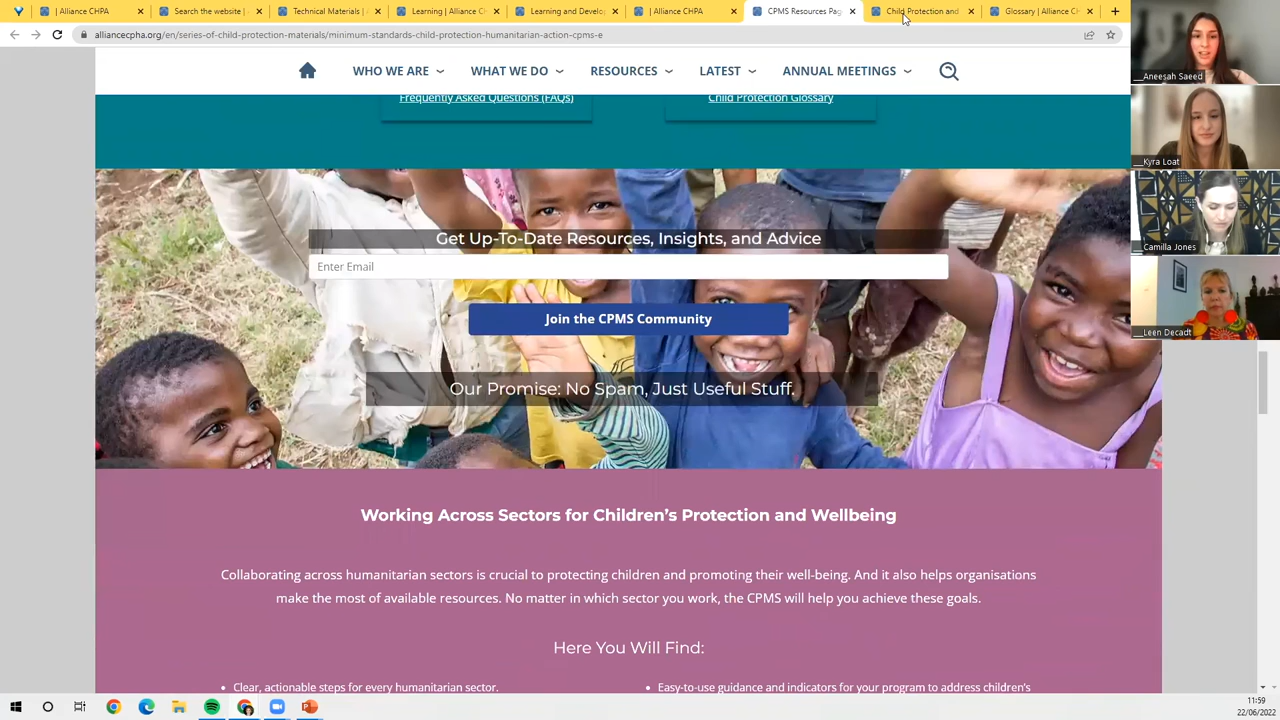 | Alliance CHPA
Search the website |
Technical Materials |
Learning | Alliance C
Learning and Develo
| Alliance CHPA
CPMS Resources Pag
Child Protection and
Glossary | Alliance C
alliancecpha.org/en/series-of-child-protection-materials/minimum-standards-child-protection-humanitarian-action-cpms-e
WHO WE ARE
WHAT WE DO
RESOURCES
LATEST
ANNUAL MEETINGS
Frequently Asked Questions (FAQs)
Child Protection Glossary
Get Up-To-Date Resources, Insights, and Advice
Enter Email
Join the CPMS Community
Our Promise: No Spam, Just Useful Stuff.
Working Across Sectors for Children’s Protection and Wellbeing
Collaborating across humanitarian sectors is crucial to protecting children and promoting their well-being. And it also helps organisations
make the most of available resources. No matter in which sector you work, the CPMS will help you achieve these goals.
Here You Will Find:
• Clear, actionable steps for every humanitarian sector.
• Easy-to-use guidance and indicators for your program to address children’s
__Aneesah Saeed
__Kyra Loat
__Camilla Jones
__Leen Decadt
11:59
22/06/2022